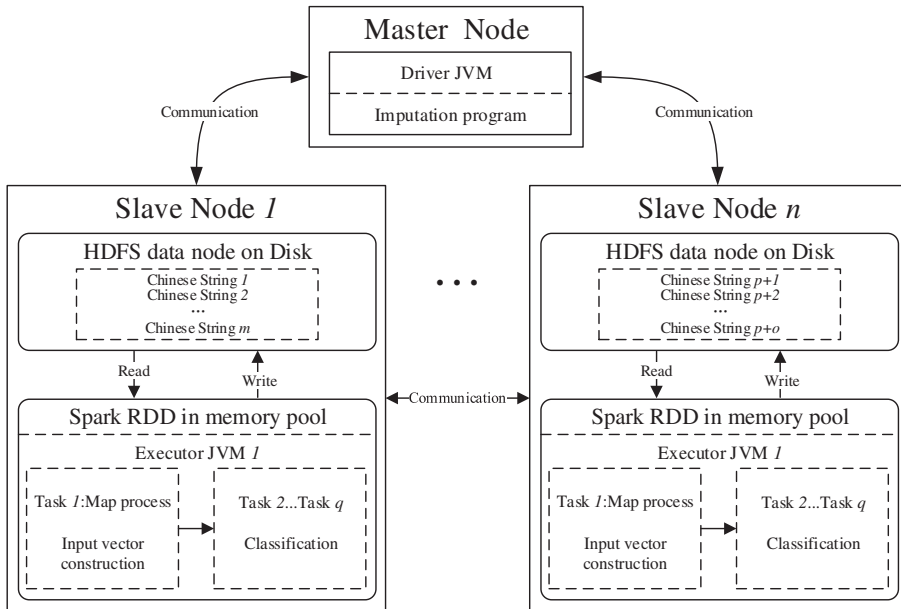 Master Node
Driver JVM
Imputation program
Communication
Communication
Slave Node 1
HDFS data node on Disk
Chinese String 1
Chinese String 2
...
Chinese String m
Read
Write
Spark RDD in memory pool
Executor JVM 1
Task 1:Map process
Input vector
construction
Task 2...Task q
Classification
...
Communication
Slave Node n
HDFS data node on Disk
Chinese String p+1
Chinese String p+2
...
Chinese String p+o
Read
Write
Spark RDD in memory pool
Executor JVM 1
Task 1:Map process
Input vector
construction
Task 2...Task q
Classification